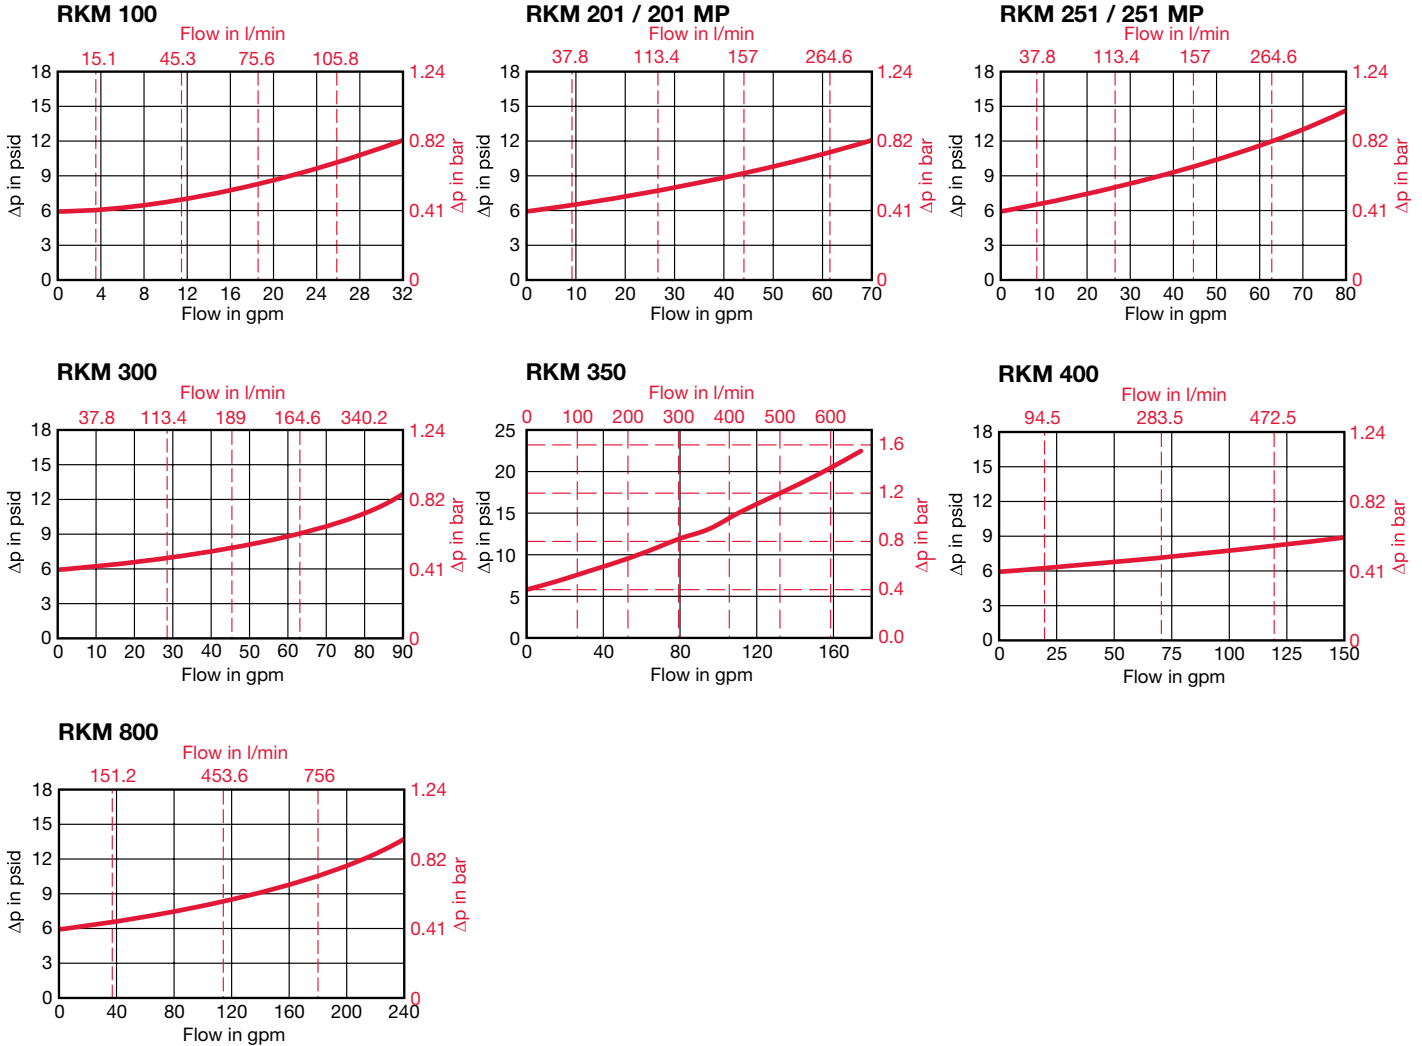 RKM 100
Flow in l/min
15.1 45.3 75.6 105.8
18 1.24
15
12 0.82
9
6 0.41
3
0 0
Δp in psid
Δp in bar
0 4 8 12 16 20 24 28 32
Flow in gpm
RKM 201 / 201 MP
Flow in l/min
37.8 113.4 157 264.6
18 1.24
15
12 0.82
9
6 0.41
3
0 0
Δp in psid
Δp in bar
0 10 20 30 40 50 60 70
Flow in gpm
RKM 251 / 251 MP
Flow in l/min
37.8 113.4 157 264.6
18 1.24
15
12 0.82
9
6 0.41
3
0 0
Δp in psid
Δp in bar
0 10 20 30 40 50 60 70 80
Flow in gpm
RKM 300
Flow in l/min
37.8 113.4 189 164.6 340.2
18 1.24
15
12 0.82
9
6 0.41
3
0 0
Δp in psid
Δp in bar
0 10 20 30 40 50 60 70 80 90
Flow in gpm
RKM 350
Flow in l/min
0 100 200 300 400 500 600
25
1.6
20
1.2
15
0.8
10
0.4
5
0 0.0
Δp in psid
Δp in bar
0 40 80 120 160
Flow in gpm
RKM 400
Flow in l/min
94.5 283.5 472.5
18 1.24
15
12 0.82
9
6 0.41
3
0 0
Δp in psid
Δp in bar
0 25 50 75 100 125 150
Flow in gpm
RKM 800
Flow in l/min
151.2 453.6 756
18 1.24
15
12 0.82
9
6 0.41
3
0 0
Δp in psid
Δp in bar
0 40 80 120 160 200 240
Flow in gpm